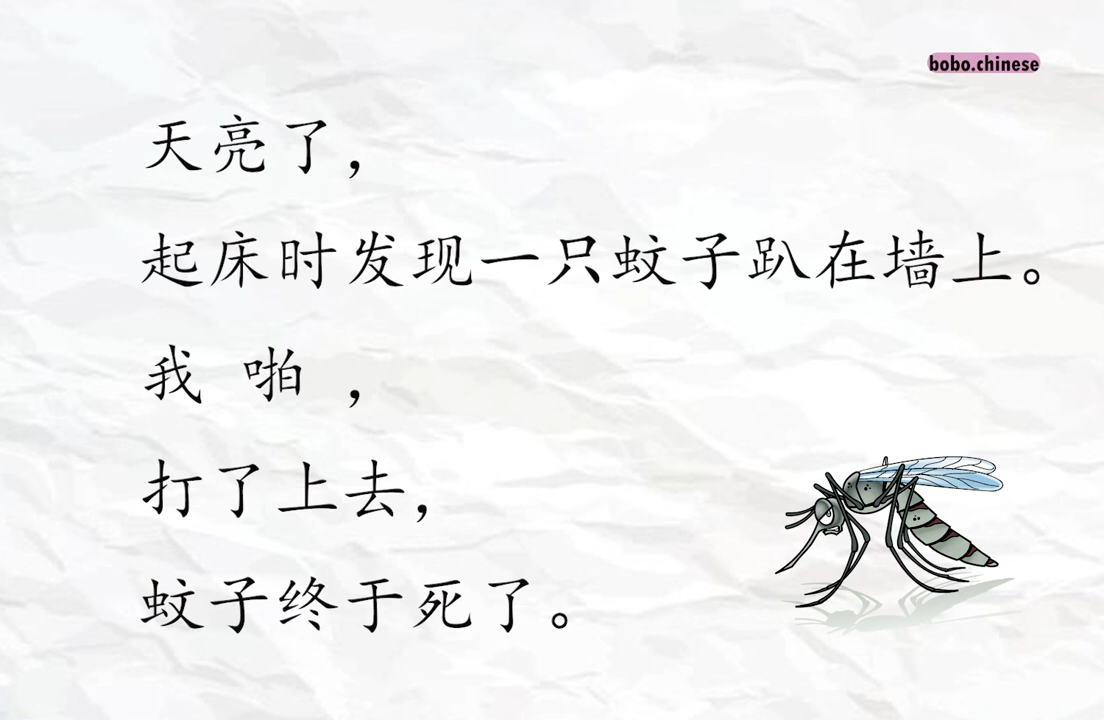 bobo.chinese
天亮了，
起床时发现一只蚊子趴在墙上。
我 啪 ，
打了上去，
蚊子终于死了。